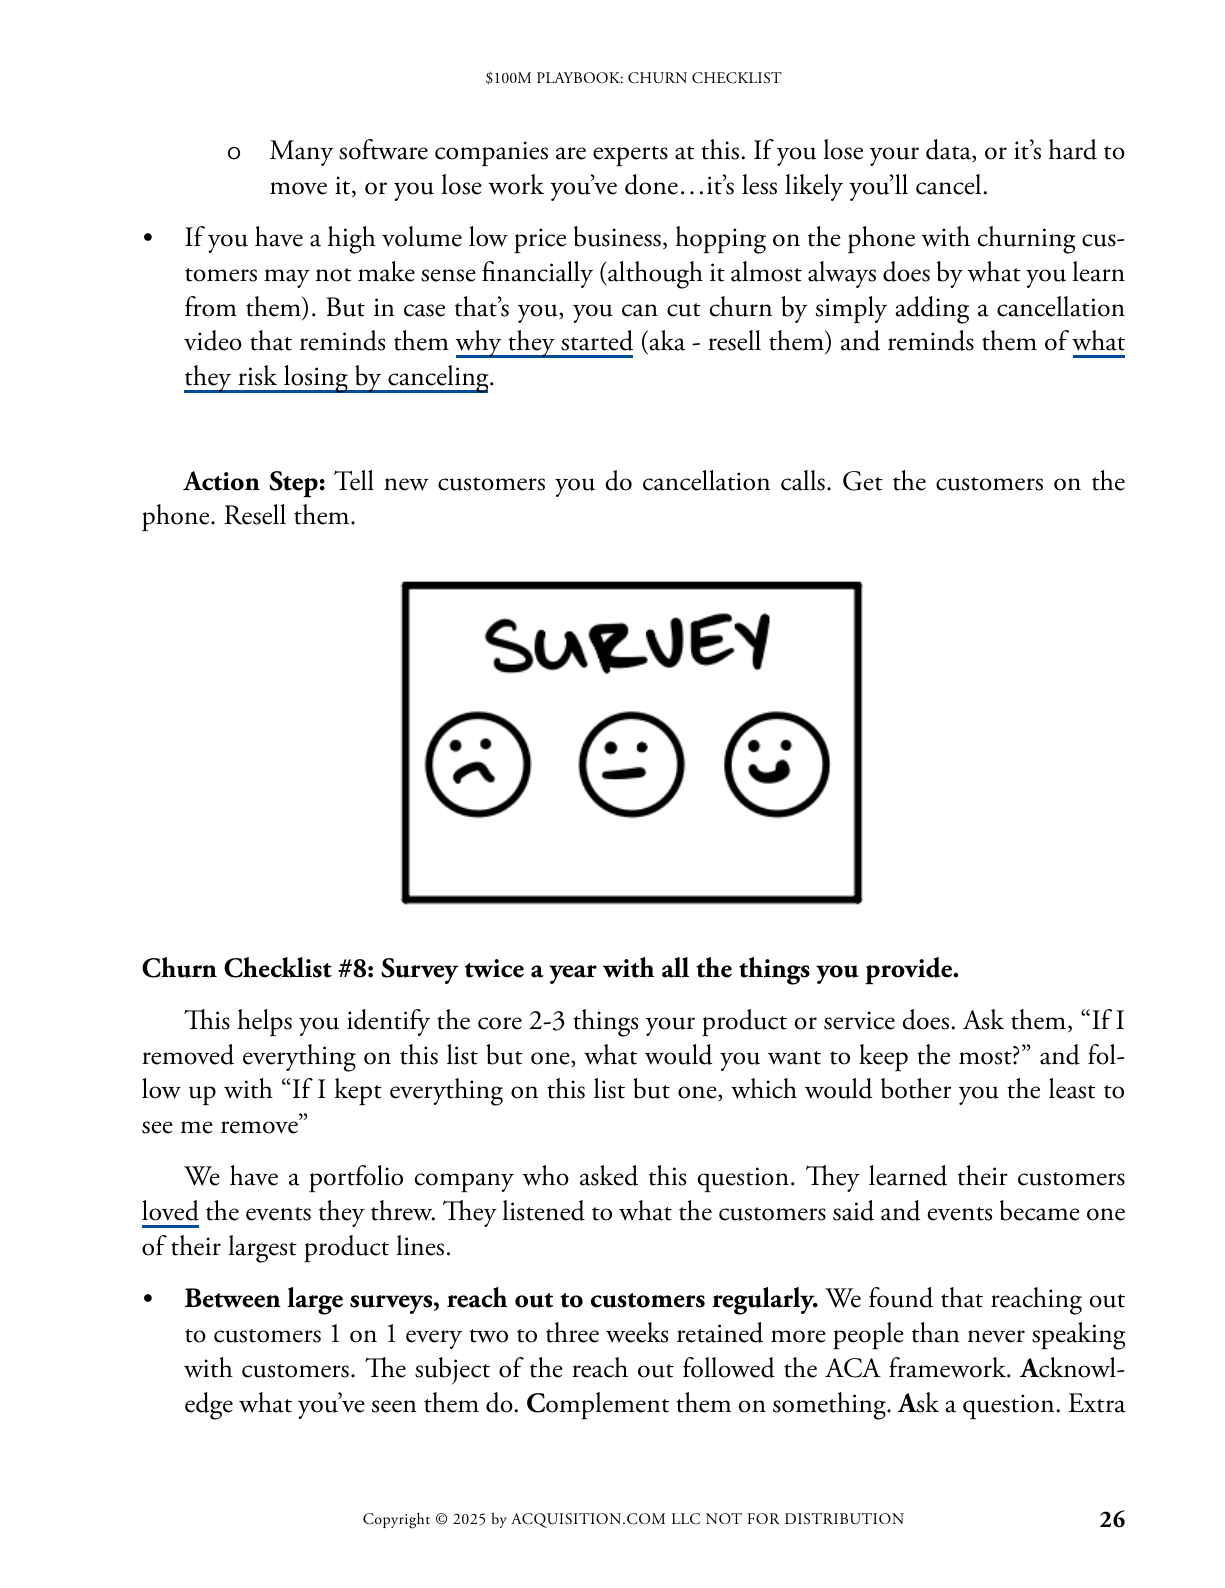 $100M PLAYBOOK: CHURN CHECKLIST
o Many software companies are experts at this. If you lose your data, or it’s hard to
move it, or you lose work you’ve done…it’s less likely you’ll cancel.
• If you have a high volume low price business, hopping on the phone with churning cus-
tomers may not make sense financially (although it almost always does by what you learn
from them). But in case that’s you, you can cut churn by simply adding a cancellation
video that reminds them why they started (aka - resell them) and reminds them of what
they risk losing by canceling.
Action Step: Tell new customers you do cancellation calls. Get the customers on the
phone. Resell them.
SURVEY
Churn Checklist #8: Survey twice a year with all the things you provide.
This helps you identify the core 2-3 things your product or service does. Ask them, “If I
removed everything on this list but one, what would you want to keep the most?” and fol-
low up with “If I kept everything on this list but one, which would bother you the least to
see me remove”
We have a portfolio company who asked this question. They learned their customers
loved the events they threw. They listened to what the customers said and events became one
of their largest product lines.
• Between large surveys, reach out to customers regularly. We found that reaching out
to customers 1 on 1 every two to three weeks retained more people than never speaking
with customers. The subject of the reach out followed the ACA framework. Acknowl-
edge what you’ve seen them do. Complement them on something. Ask a question. Extra
Copyright © 2025 by ACQUISITION.COM LLC NOT FOR DISTRIBUTION
26